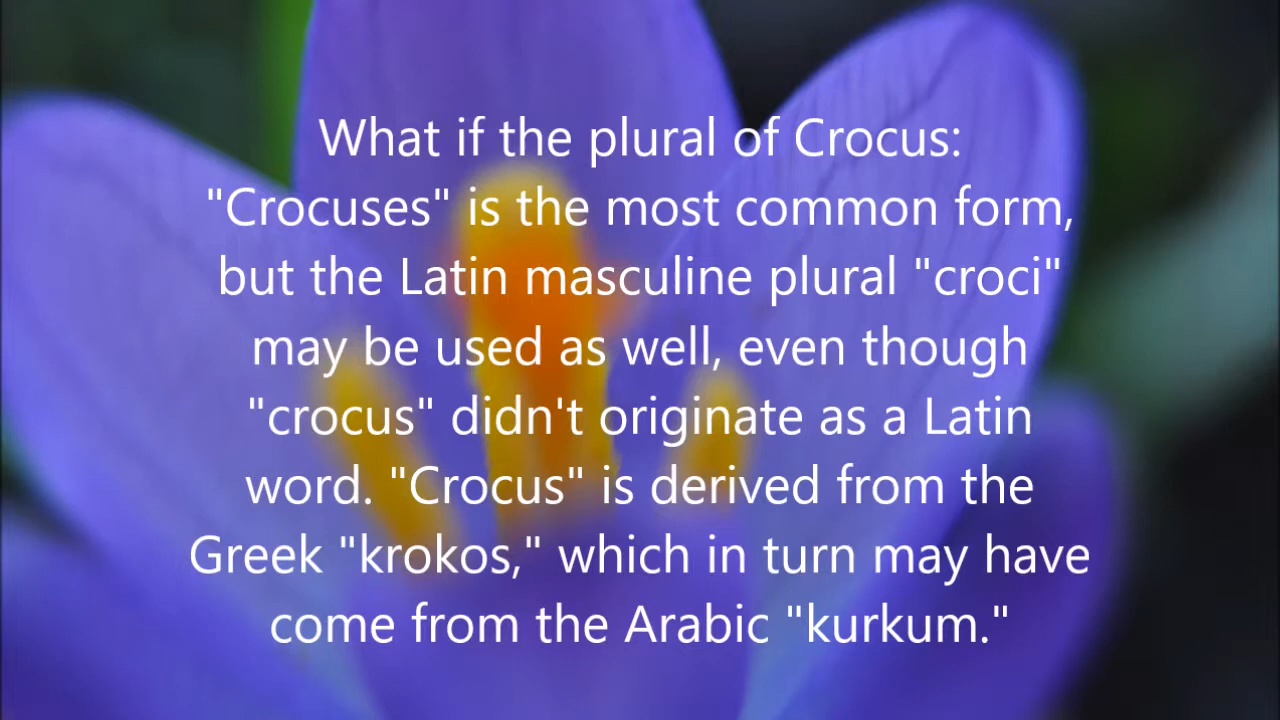 What if the plural of Crocus:
"Crocuses" is the most common form,
but the Latin masculine plural "croci"
may be used as well, even though
"crocus" didn't originate as a Latin
word. "Crocus" is derived from the
Greek "krokos," which in turn may have
come from the Arabic "kurkum."